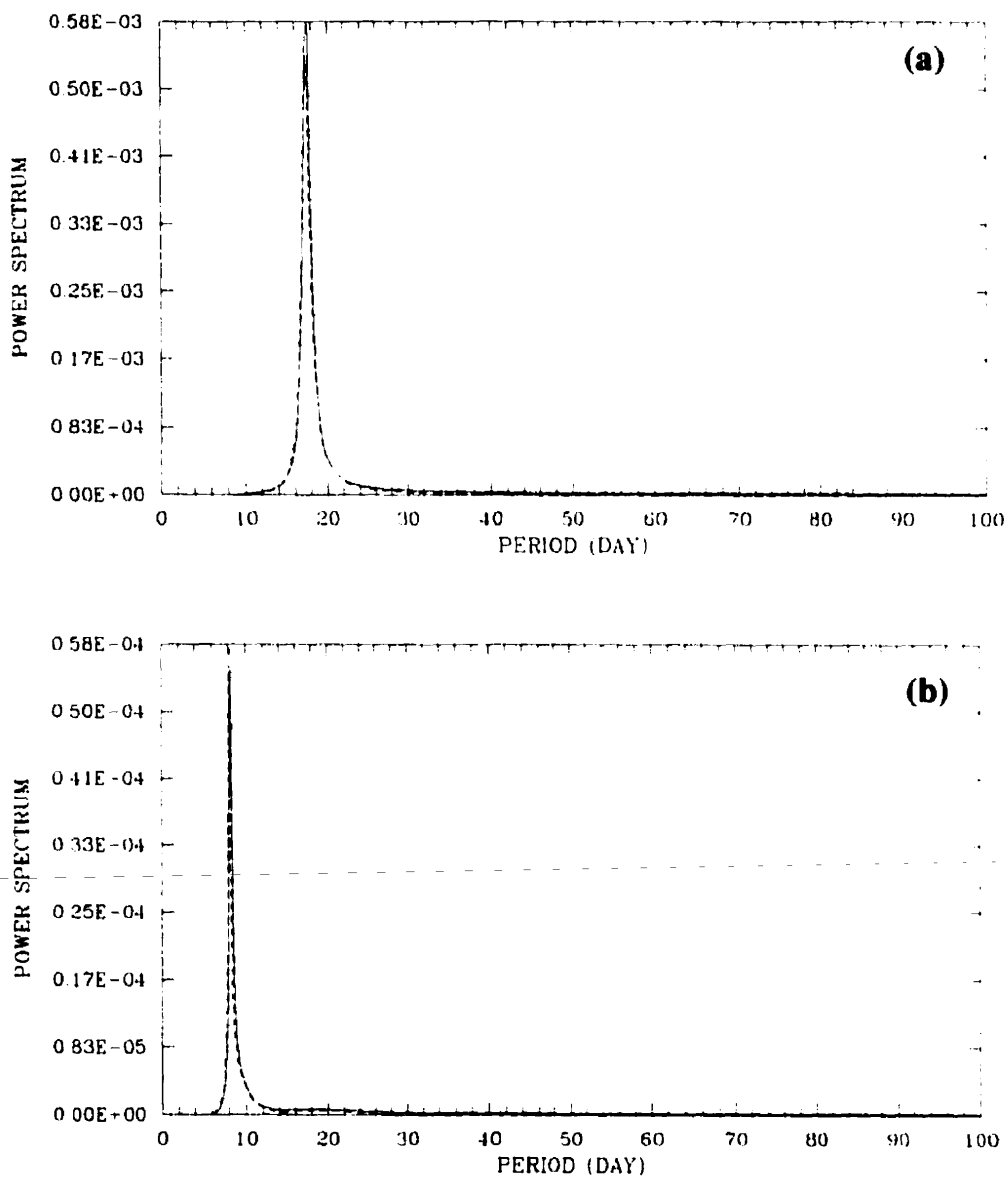 0.58E-03
(a)
0.50E-03
0.41E-03
0.33E-03
0.25E-03
0.17E-03
0.83E-04
0.00E+00
POWER SPECTRUM
0 10 20 30 40 50 60 70 80 90 100
PERIOD (DAY)
0.58E-04
(b)
0.50E-04
0.41E-04
0.33E-04
0.25E-04
0.17E-04
0.83E-05
0.00E+00
POWER SPECTRUM
0 10 20 30 40 50 60 70 80 90 100
PERIOD (DAY)